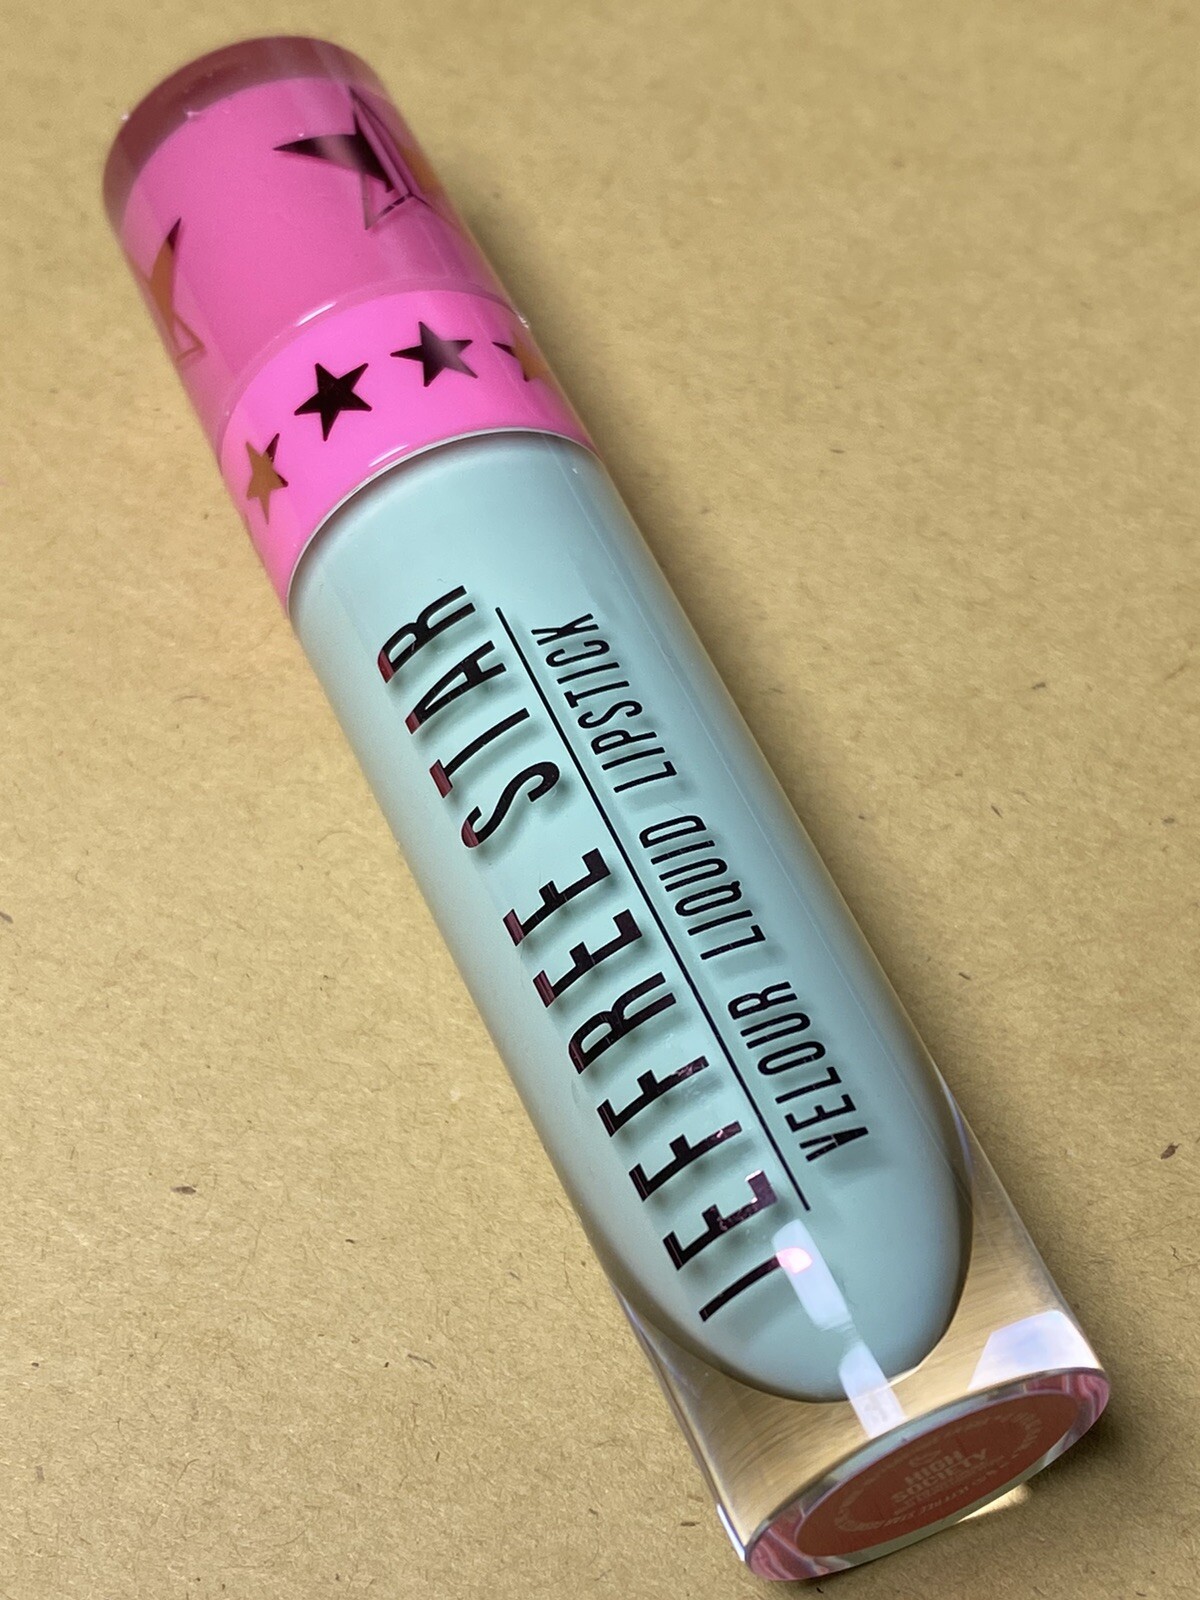 JEFFREE STAR
VELOUR LIQUID LIPSTICK
HIGH
SOCIETY